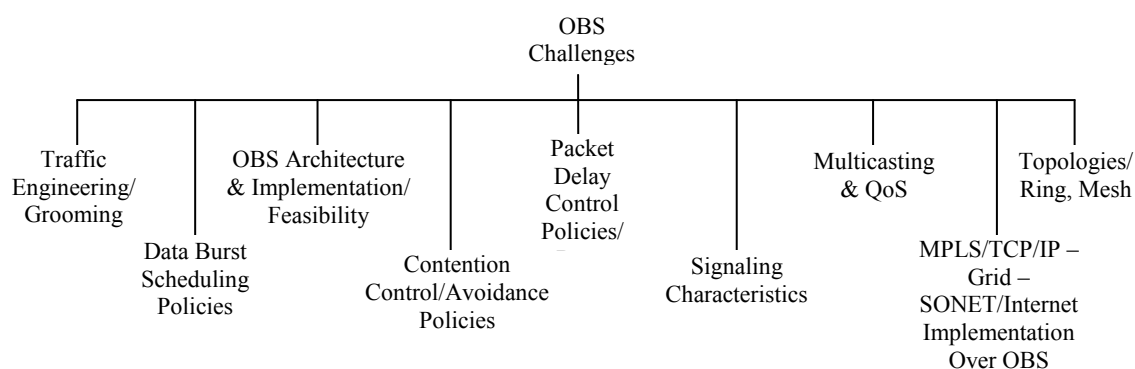 OBS
Challenges
Traffic
Engineering/
Grooming
Data Burst
Scheduling
Policies
OBS Architecture
& Implementation/
Feasibility
Contention
Control/Avoidance
Policies
Packet
Delay
Control
Policies/
Signaling
Characteristics
Multicasting
& QoS
MPLS/TCP/IP –
Grid –
SONET/Internet
Implementation
Over OBS
Topologies/
Ring, Mesh